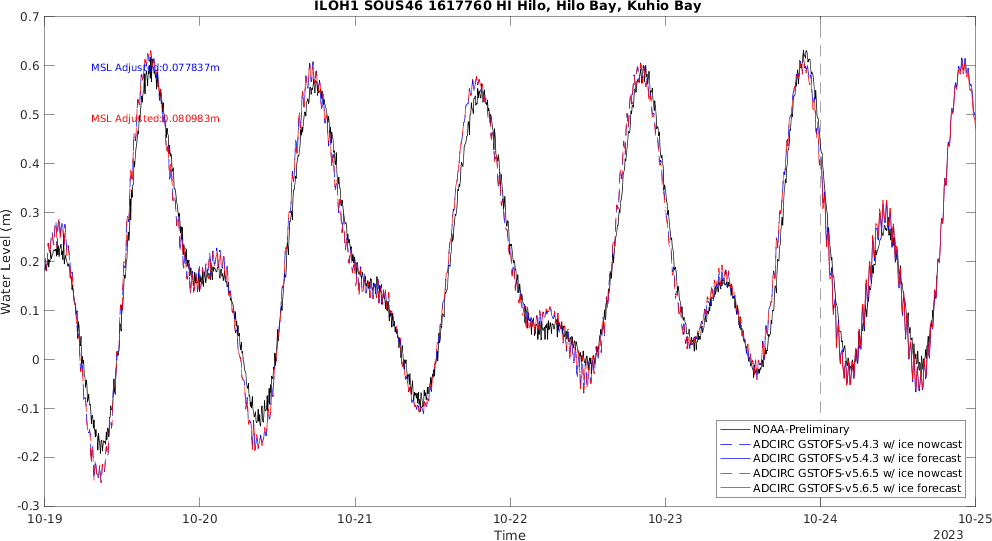 ILOH1 SOUS46 1617760 HI Hilo, Hilo Bay, Kuhio Bay
0.7
0.6
0.5
0.4
0.3
0.2
0.1
0
-0.1
-0.2
-0.3
Water Level (m)
MSL Adjusted:0.077837m
MSL Adjusted:0.080983m
NOAA-Preliminary
ADCIRC GSTOFS-v5.4.3 w/ ice nowcast
ADCIRC GSTOFS-v5.4.3 w/ ice forecast
ADCIRC GSTOFS-v5.6.5 w/ ice nowcast
ADCIRC GSTOFS-v5.6.5 w/ ice forecast
10-19 10-20 10-21 10-22 10-23 10-24 10-25
Time
2023